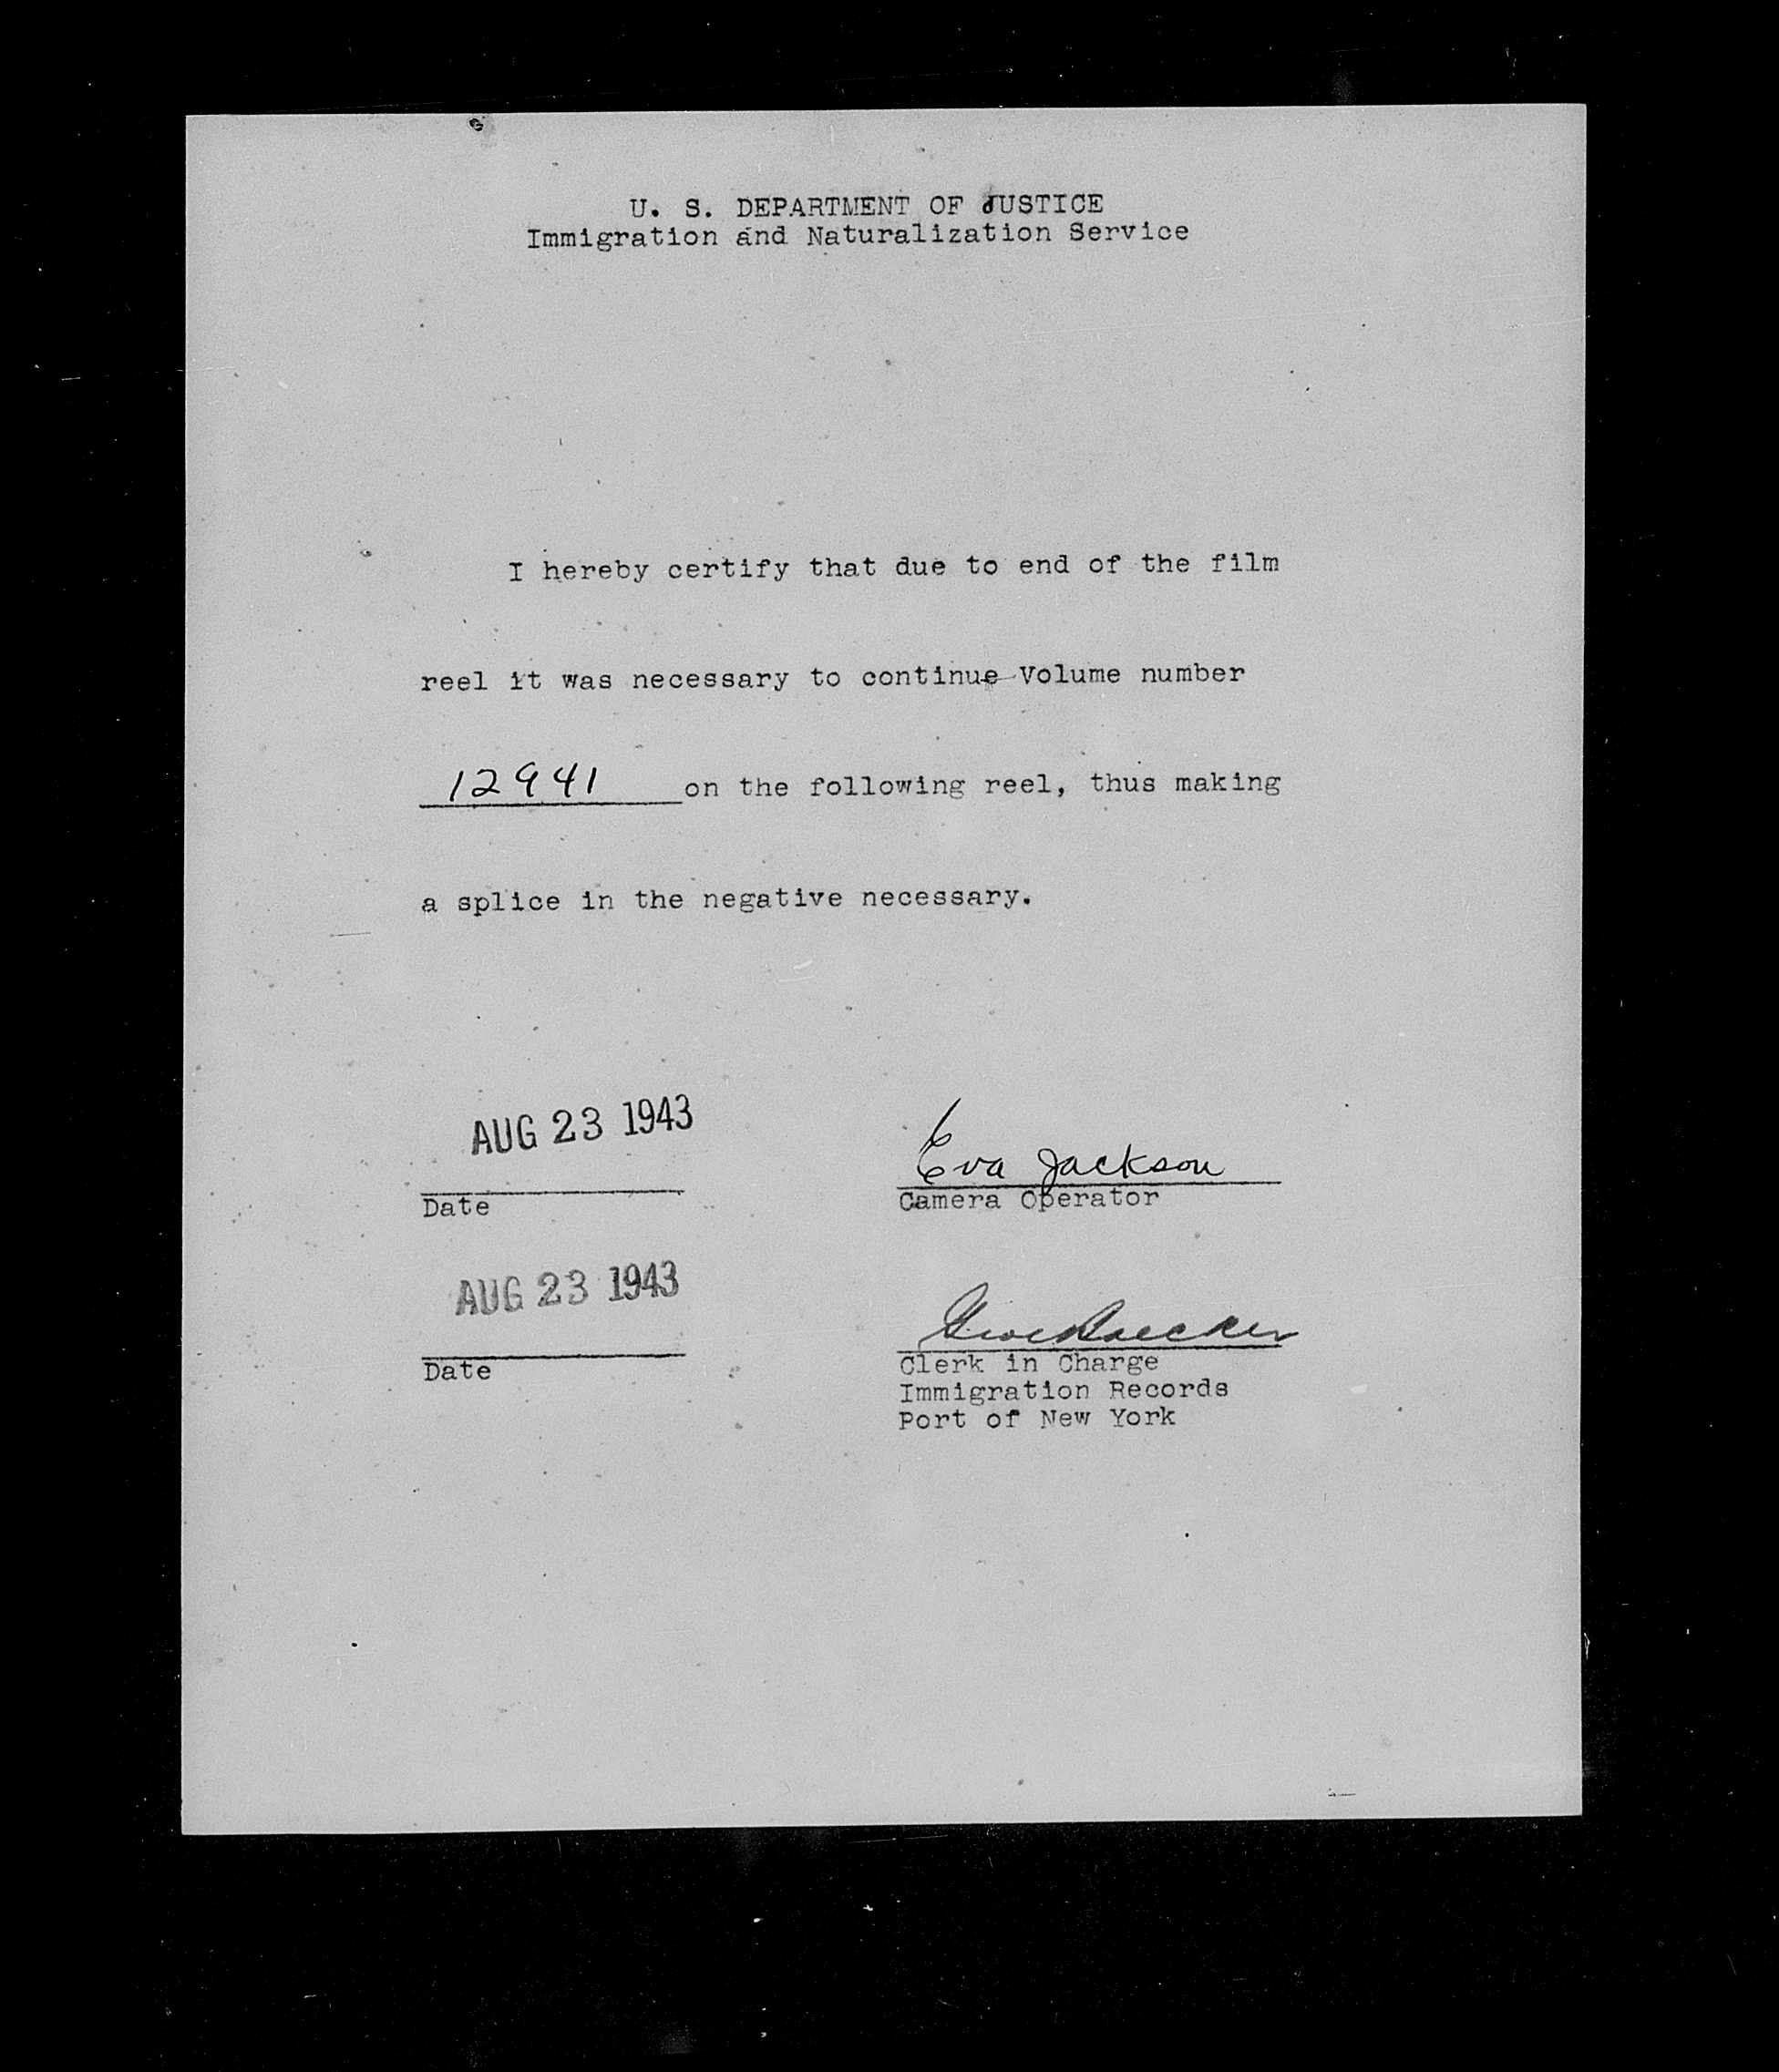 U. S. DEPARTMENT OF JUSTICE
Immigration and Naturalization Service
I hereby certify that due to end of the film
reel it was necessary to continue Volume number
12941 on the following reel, thus making
a splice in the negative necessary.
AUG 23 1943
Eva Jackson
Date
Camera Operator
AUG 23 1943
Date
Clerk in Charge
Immigration Records
Port of New York